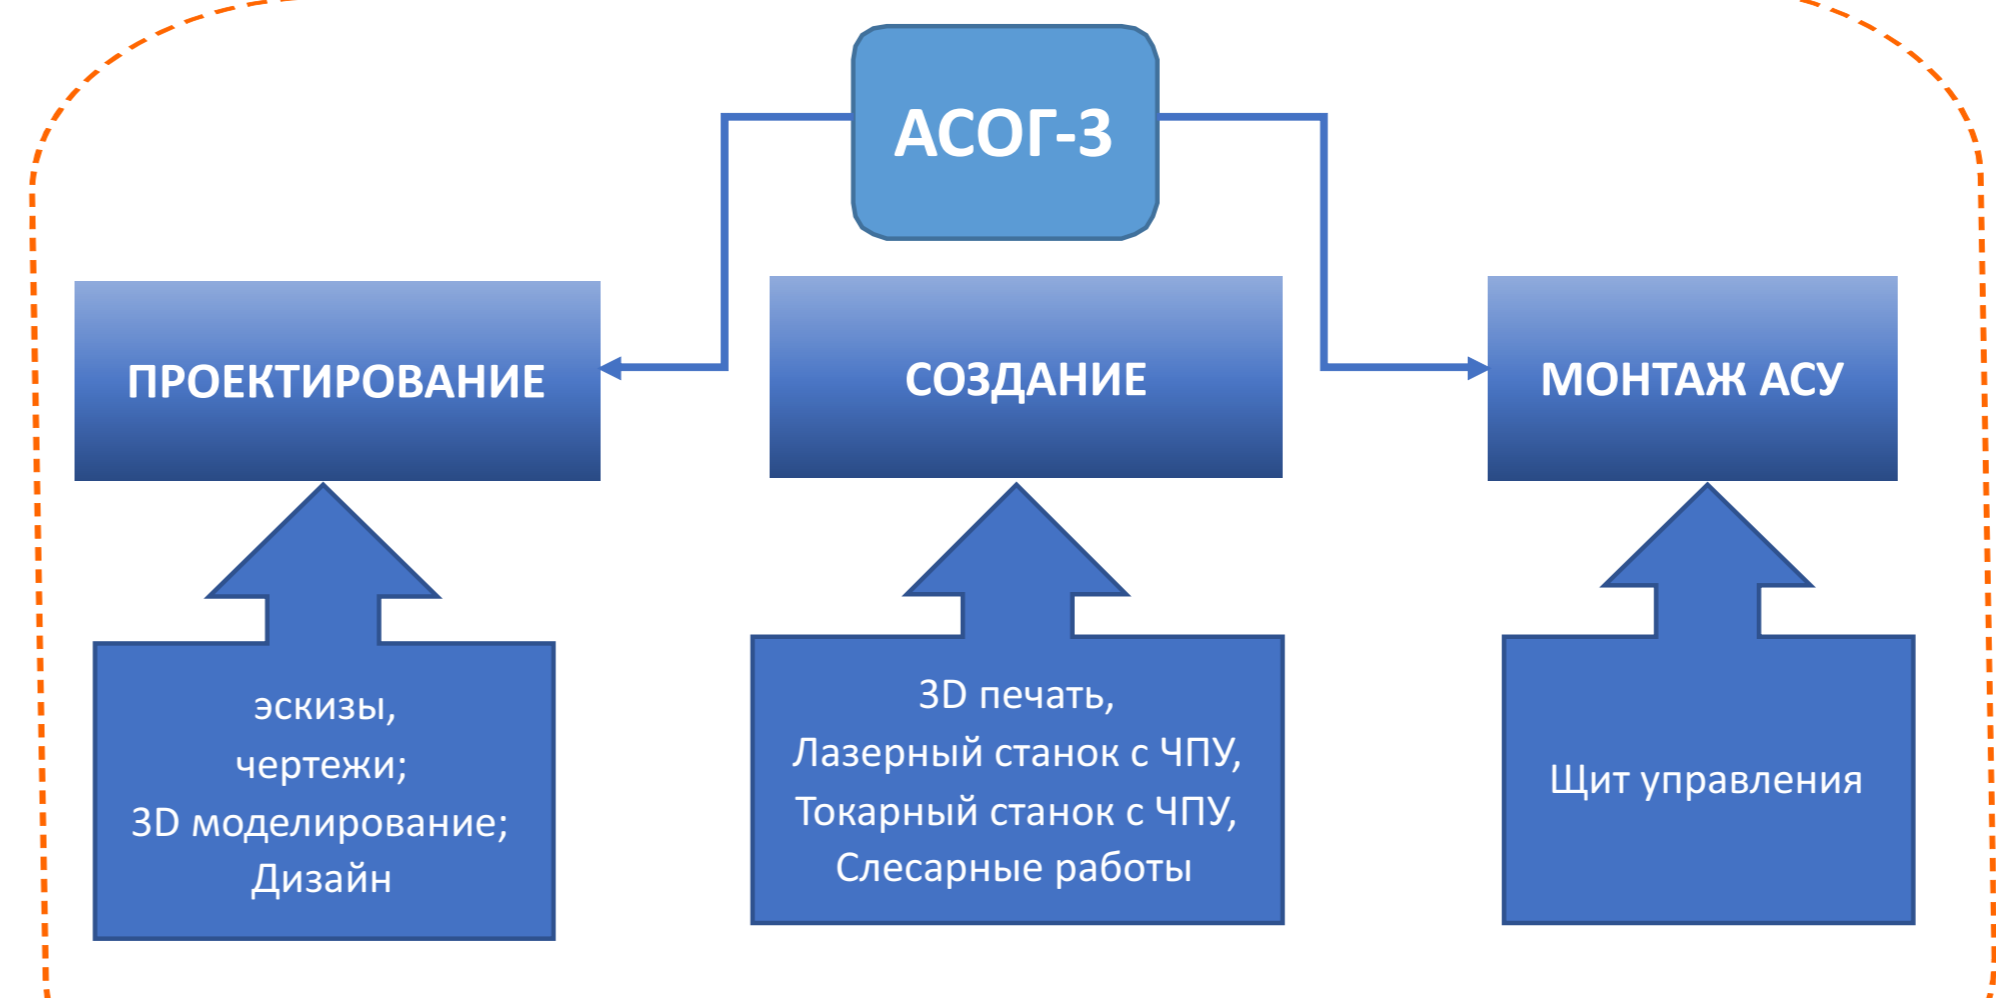 АСОГ-3
ПРОЕКТИРОВАНИЕ
СОЗДАНИЕ
МОНТАЖ АСУ
эскизы,
чертежи;
3D моделирование;
Дизайн
3D печать,
Лазерный станок с ЧПУ,
Токарный станок с ЧПУ,
Слесарные работы
Щит управления